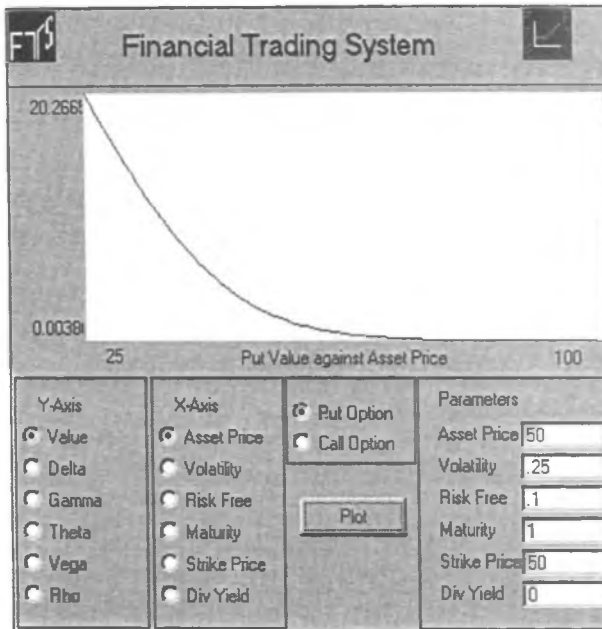 FTS
Financial Trading System
20.2665
0.0038
25
Put Value against Asset Price
100
Y-Axis
Value
Delta
Gamma
Theta
Vega
Rho
X-Axis
Asset Price
Volatility
Risk Free
Maturity
Strike Price
Div Yield
Put Option
Call Option
Plot
Parameters
Asset Price 50
Volatility .25
Risk Free .1
Maturity 1
Strike Price 50
Div Yield 0